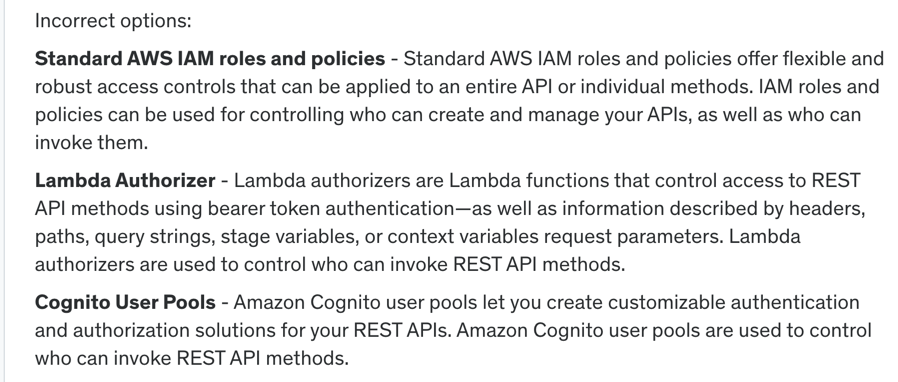 Incorrect options:
Standard AWS IAM roles and policies - Standard AWS IAM roles and policies offer flexible and
robust access controls that can be applied to an entire API or individual methods. IAM roles and
policies can be used for controlling who can create and manage your APIs, as well as who can
invoke them.
Lambda Authorizer - Lambda authorizers are Lambda functions that control access to REST
API methods using bearer token authentication—as well as information described by headers,
paths, query strings, stage variables, or context variables request parameters. Lambda
authorizers are used to control who can invoke REST API methods.
Cognito User Pools - Amazon Cognito user pools let you create customizable authentication
and authorization solutions for your REST APIs. Amazon Cognito user pools are used to control
who can invoke REST API methods.